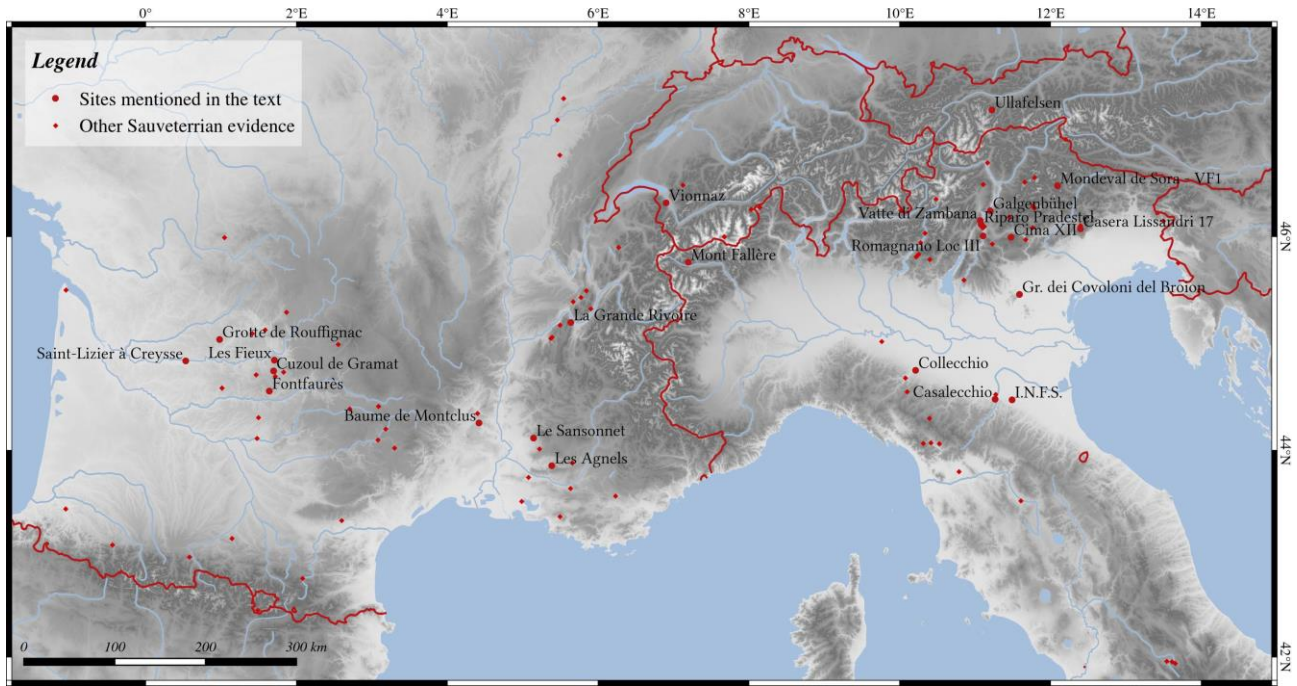 0° 2°E 4°E 6°E 8°E 10°E 12°E 14°E
Legend
Sites mentioned in the text
Other Sauveterrian evidence
Ullafelsen
Mondeval de Sora - VF1
Vionnaz
Galgenbühel
Vatte di Zambana
Riparo Pradestel
Casera Lissandri 17
Cima XII
46°N
Romagnano Loc III
Mont Fallère
Gr. dei Covoloni del Broion
La Grande Rivoire
Grotte de Rouffignac
Saint-Lizier à Creysse
Les Fieux
Cuzoul de Gramat
Collecchio
Fontfaurès
Casalecchio
I.N.F.S.
Baume de Montclus
Le Sansonnet
44°N
Les Agnels
0 100 200 300 km
42°N